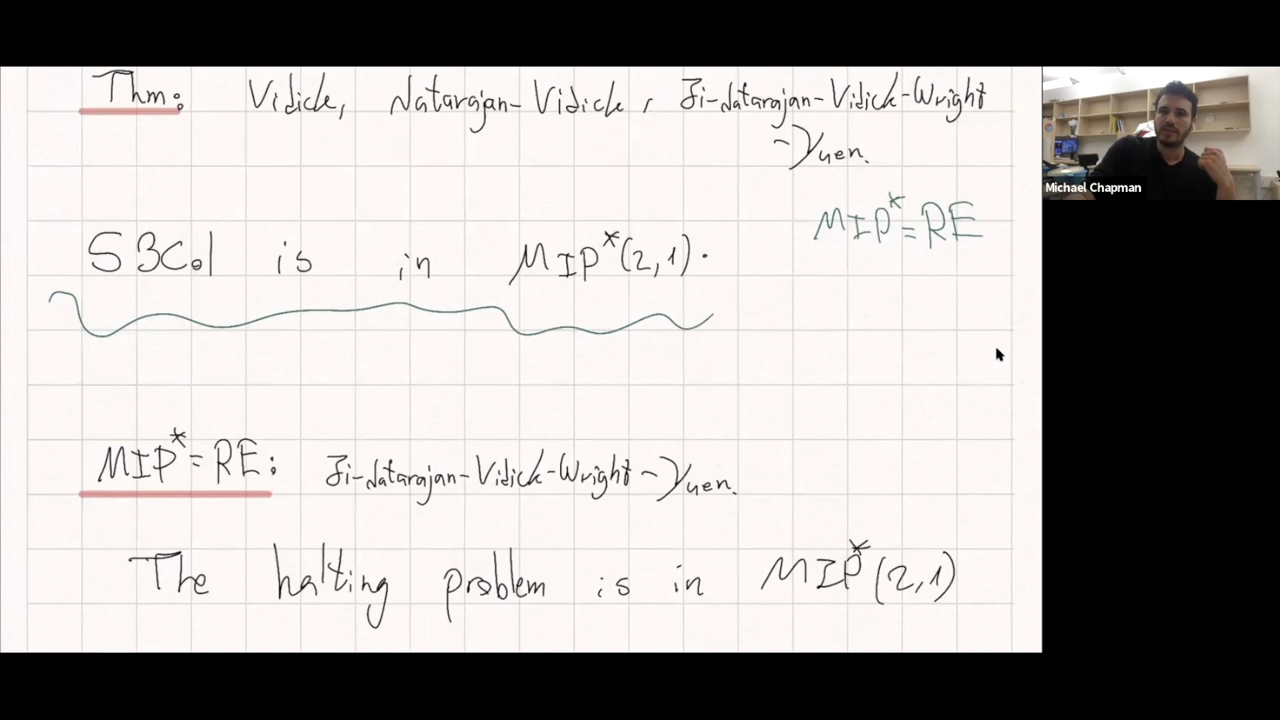 Thm: Vidick, Natarajan-Vidick, Ji-Natarajan-Vidick-Wright
-Yuen.
MIP*=RE
S3Col is in MIP*(2,1).
MIP*=RE: Ji-Natarajan-Vidick-Wright-Yuen.
The halting problem is in MIP*(2,1)
Michael Chapman